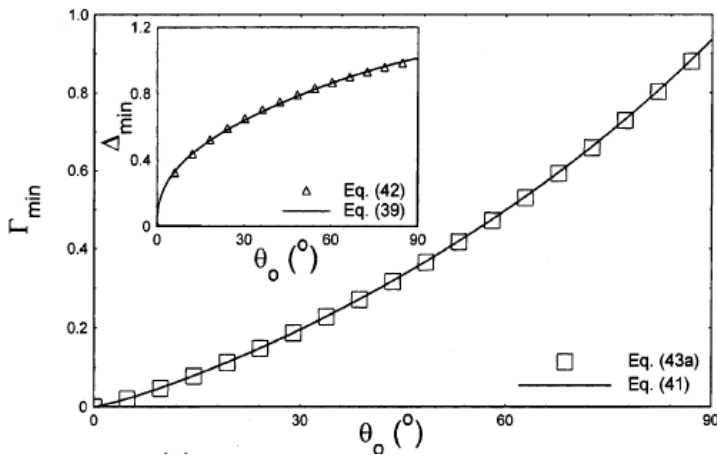 1.0
0.8
0.6
0.4
0.2
0
Γmin
1.2
0.8
0.4
0
Δmin
Eq. (42)
Eq. (39)
0 30 60 90
θo (°)
Eq. (43a)
Eq. (41)
0 30 60 90
θo (°)